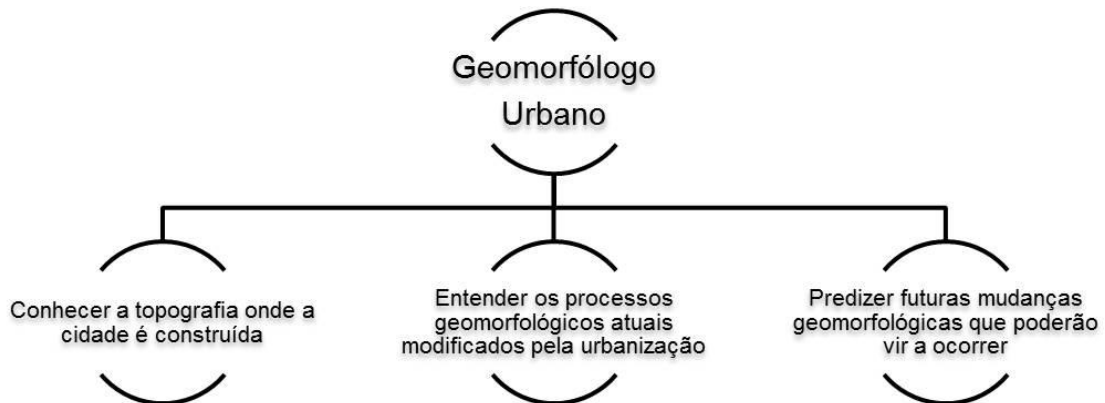 Geomorfólogo
Urbano
Conhecer a topografia onde a
cidade é construída
Entender os processos
geomorfológicos atuais
modificados pela urbanização
Predizer futuras mudanças
geomorfológicas que poderão
vir a ocorrer